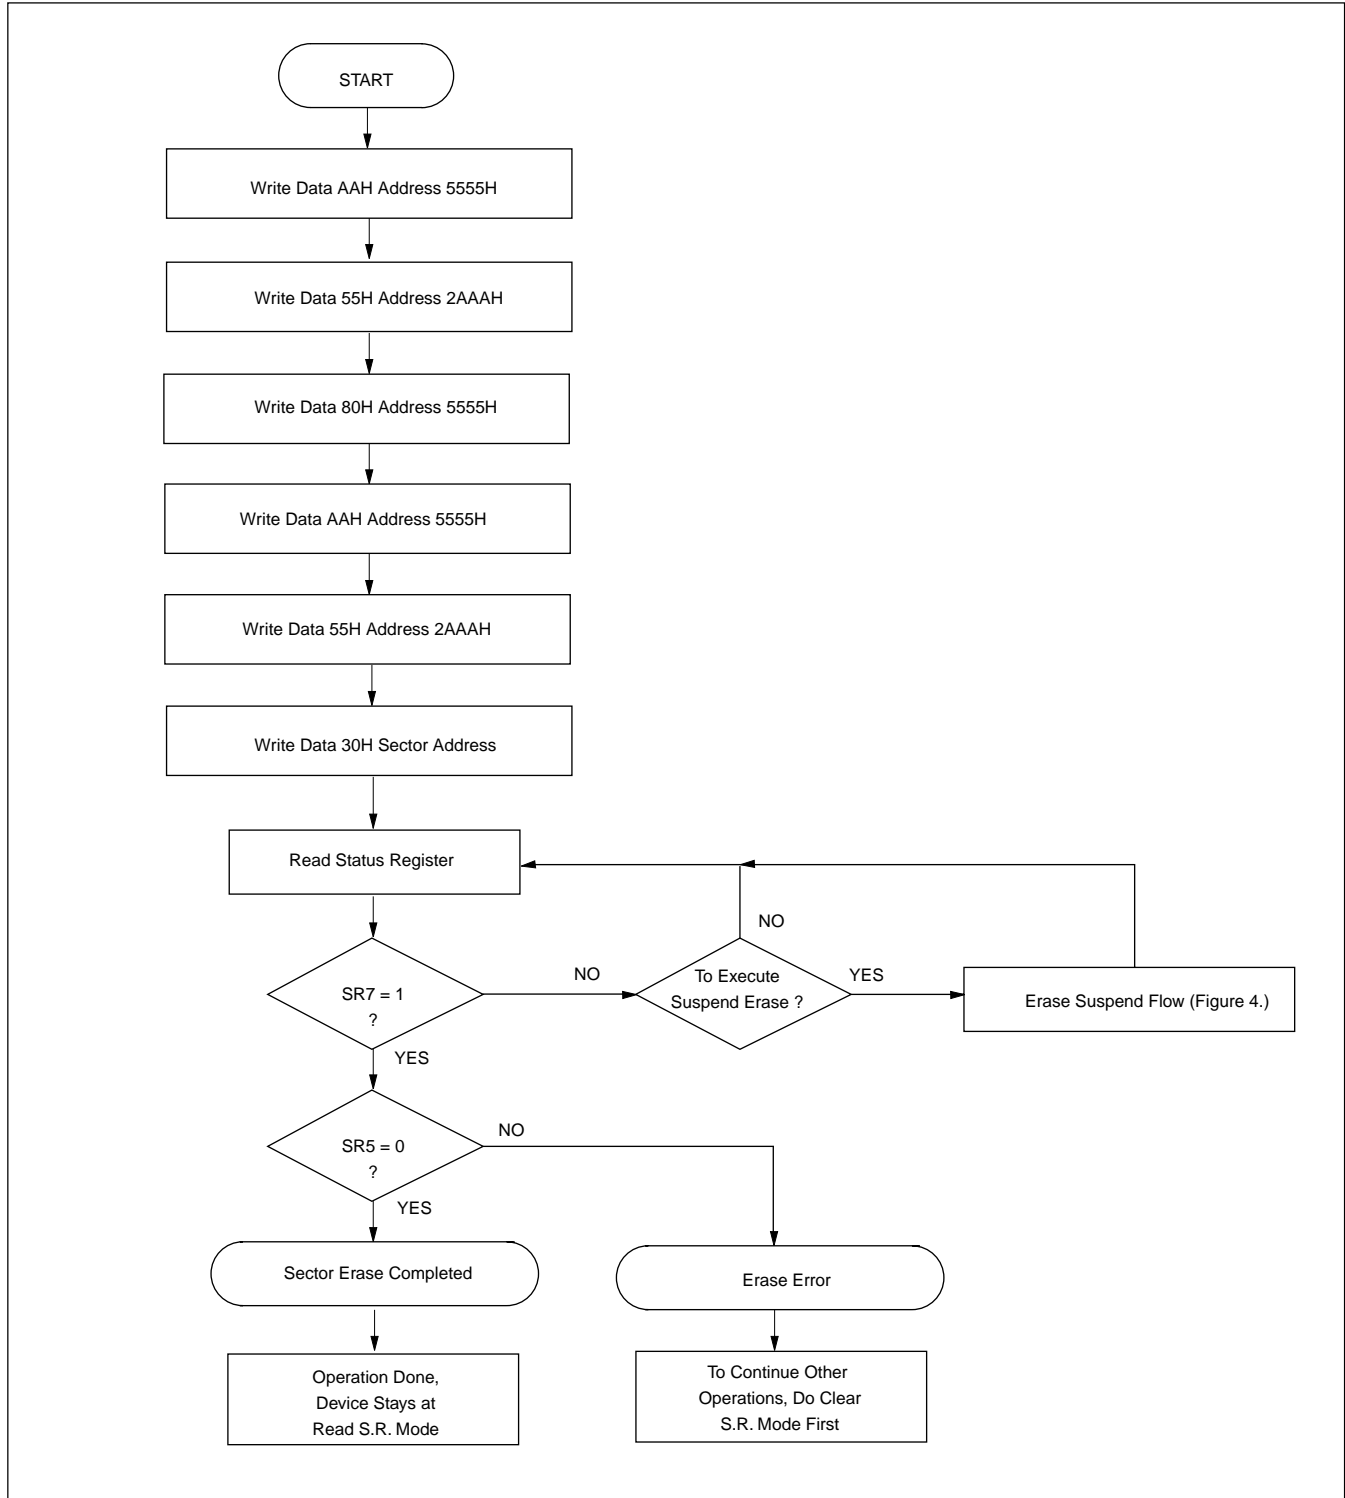 START
Write Data AAH Address 5555H
Write Data 55H Address 2AAAH
Write Data 80H Address 5555H
Write Data AAH Address 5555H
Write Data 55H Address 2AAAH
Write Data 30H Sector Address
Read Status Register
NO
SR7 = 1
?
NO
To Execute
Suspend Erase ?
YES
Erase Suspend Flow (Figure 4.)
YES
SR5 = 0
?
NO
YES
Sector Erase Completed
Erase Error
Operation Done,
Device Stays at
Read S.R. Mode
To Continue Other
Operations, Do Clear
S.R. Mode First